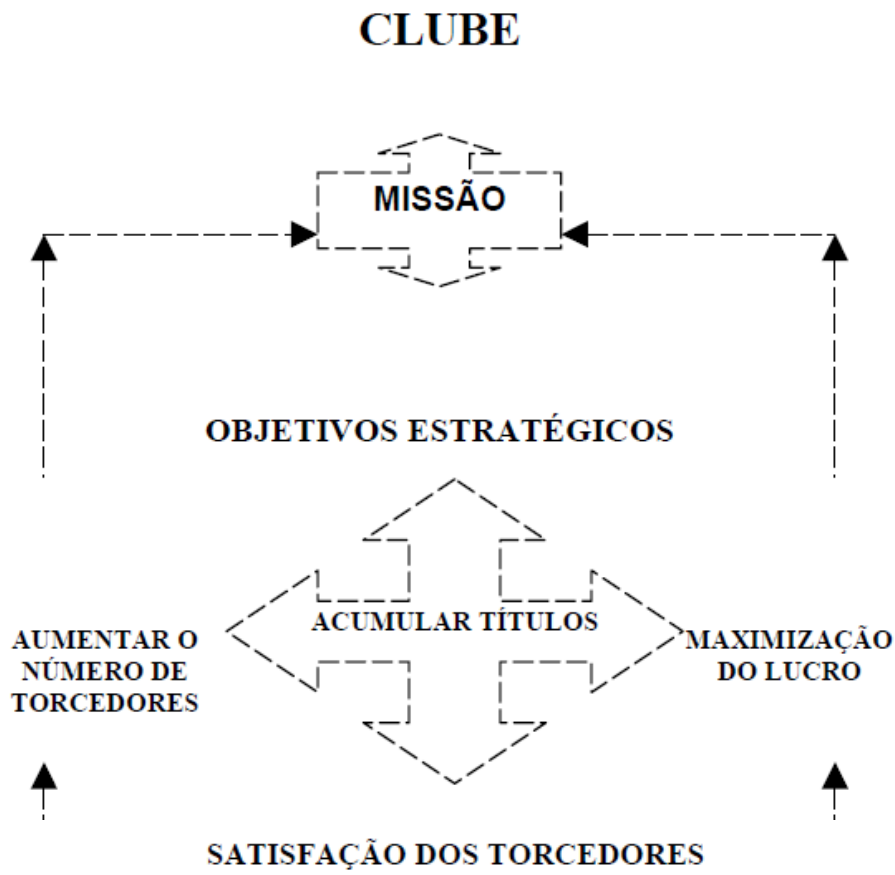 CLUBE
MISSÃO
OBJETIVOS ESTRATÉGICOS
ACUMULAR TÍTULOS
AUMENTAR O
NÚMERO DE
TORCEDORES
MAXIMIZAÇÃO
DO LUCRO
SATISFAÇÃO DOS TORCEDORES